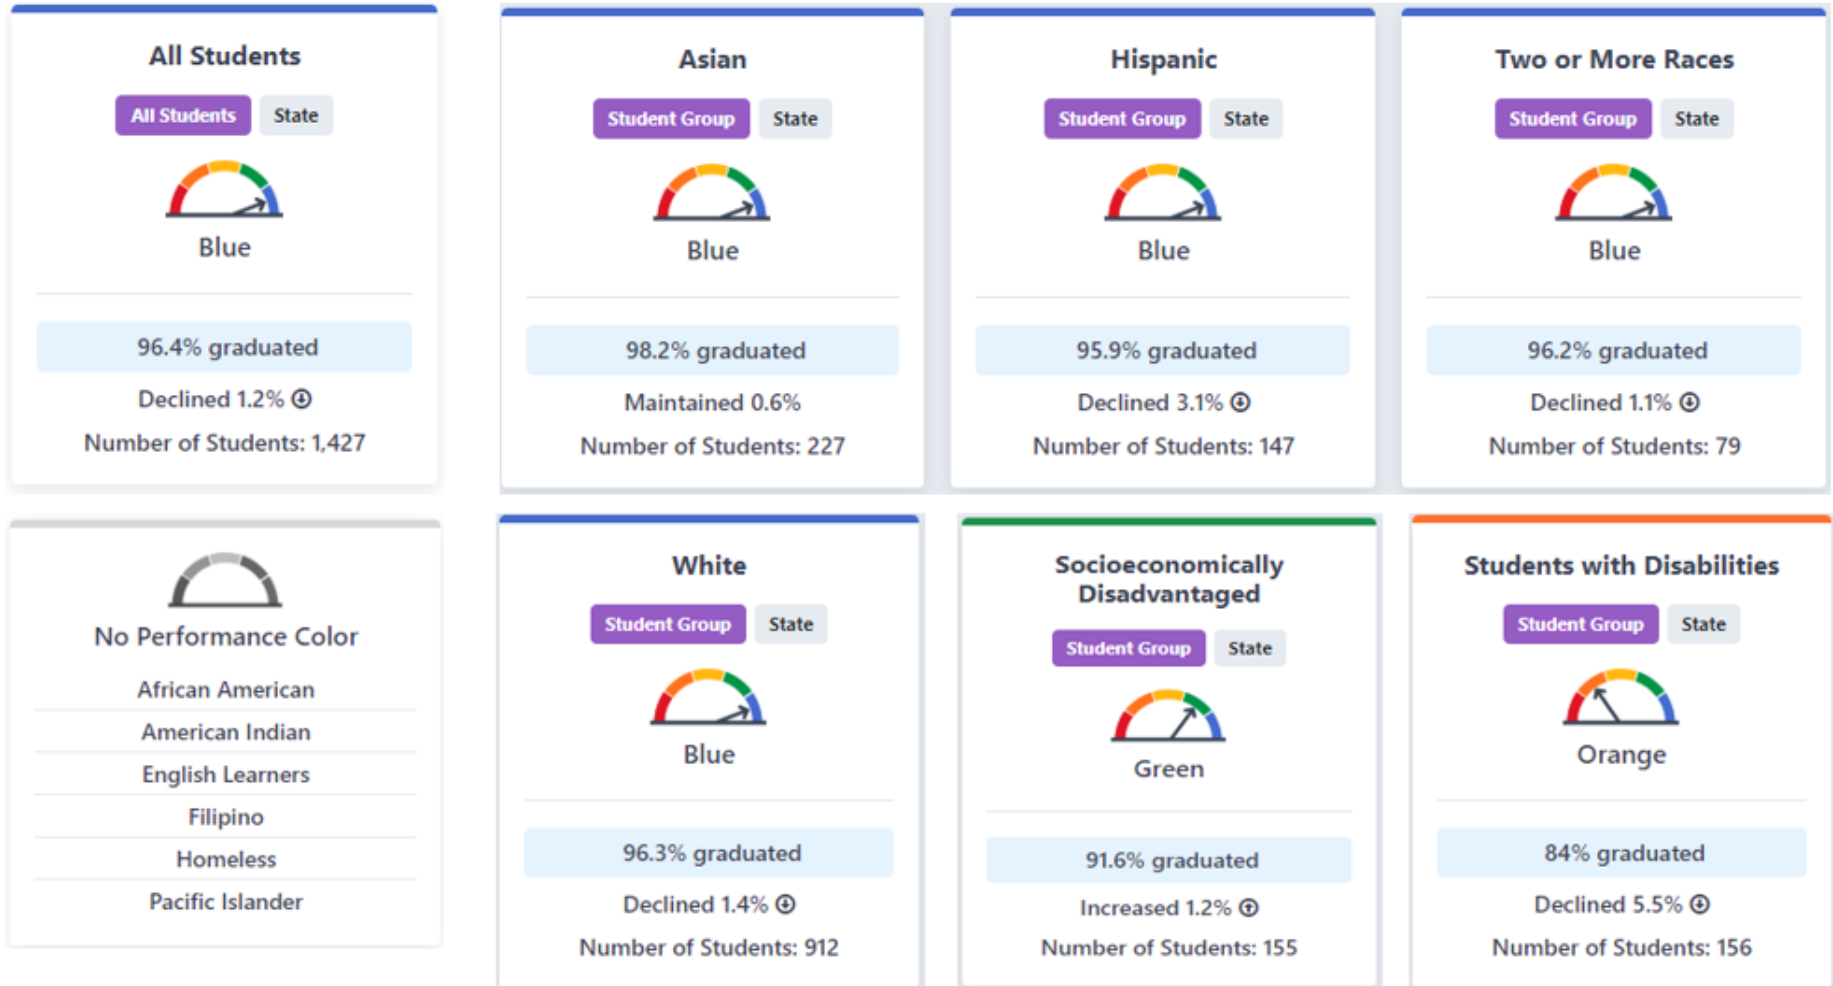 All Students
All Students State
Blue
96.4% graduated
Declined 1.2%
Number of Students: 1,427
Asian
Student Group State
Blue
98.2% graduated
Maintained 0.6%
Number of Students: 227
Hispanic
Student Group State
Blue
95.9% graduated
Declined 3.1%
Number of Students: 147
Two or More Races
Student Group State
Blue
96.2% graduated
Declined 1.1%
Number of Students: 79
No Performance Color
African American
American Indian
English Learners
Filipino
Homeless
Pacific Islander
White
Student Group State
Blue
96.3% graduated
Declined 1.4%
Number of Students: 912
Socioeconomically
Disadvantaged
Student Group State
Green
91.6% graduated
Increased 1.2%
Number of Students: 155
Students with Disabilities
Student Group State
Orange
84% graduated
Declined 5.5%
Number of Students: 156